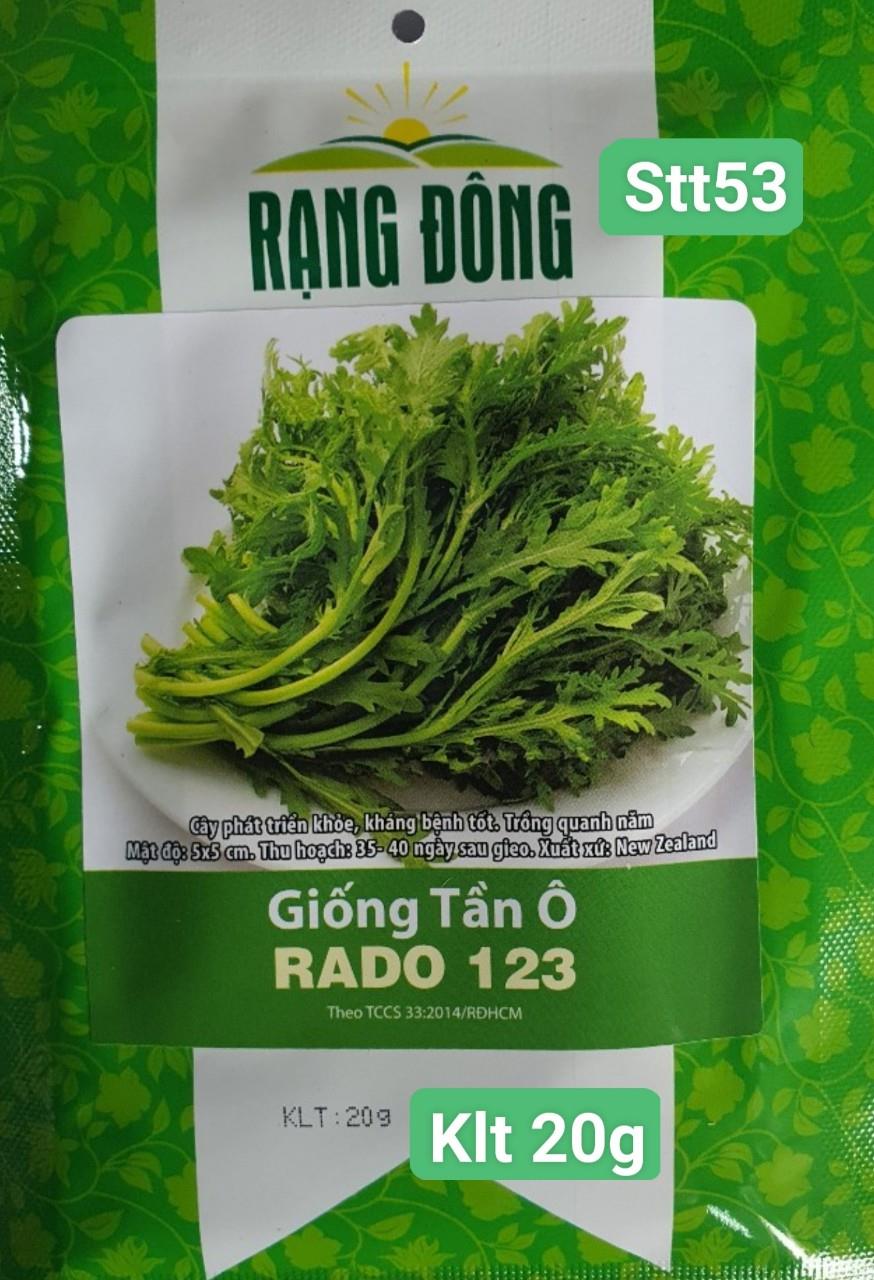 RẠNG ĐÔNG
Stt53
Cây phát triển khỏe, kháng bệnh tốt. Trồng quanh năm
Mật độ: 5x5 cm. Thu hoạch: 35- 40 ngày sau gieo. Xuất xứ: New Zealand
Giống Tần Ô
RADO 123
Theo TCCS 33:2014/RĐHCM
KLT:20g
Klt 20g